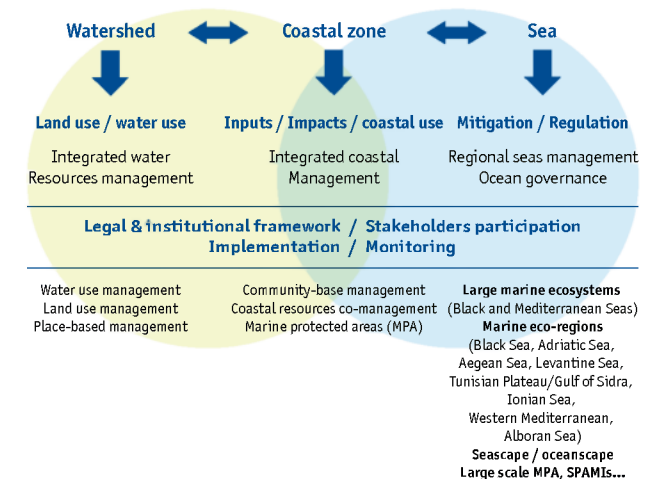 Watershed
Coastal zone
Sea
Land use / water use
Inputs / Impacts / coastal use
Mitigation / Regulation
Integrated water
Resources management
Integrated coastal
Management
Regional seas management
Ocean governance
Legal & institutional framework / Stakeholders participation
Implementation / Monitoring
Water use management
Land use management
Place-based management
Community-base management
Coastal resources co-management
Marine protected areas (MPA)
Large marine ecosystems
(Black and Mediterranean Seas)
Marine eco-regions
(Black Sea, Adriatic Sea,
Aegean Sea, Levantine Sea,
Tunisian Plateau/Gulf of Sidra,
Ionian Sea,
Western Mediterranean,
Alboran Sea)
Seascape / oceanscape
Large scale MPA, SPAMIs...